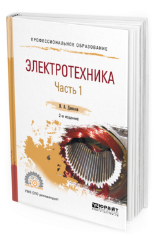 ПРОФЕССИОНАЛЬНОЕ ОБРАЗОВАНИЕ
ЭЛЕКТРОТЕХНИКА
Часть 1
2-е издание
ЮРАЙТ